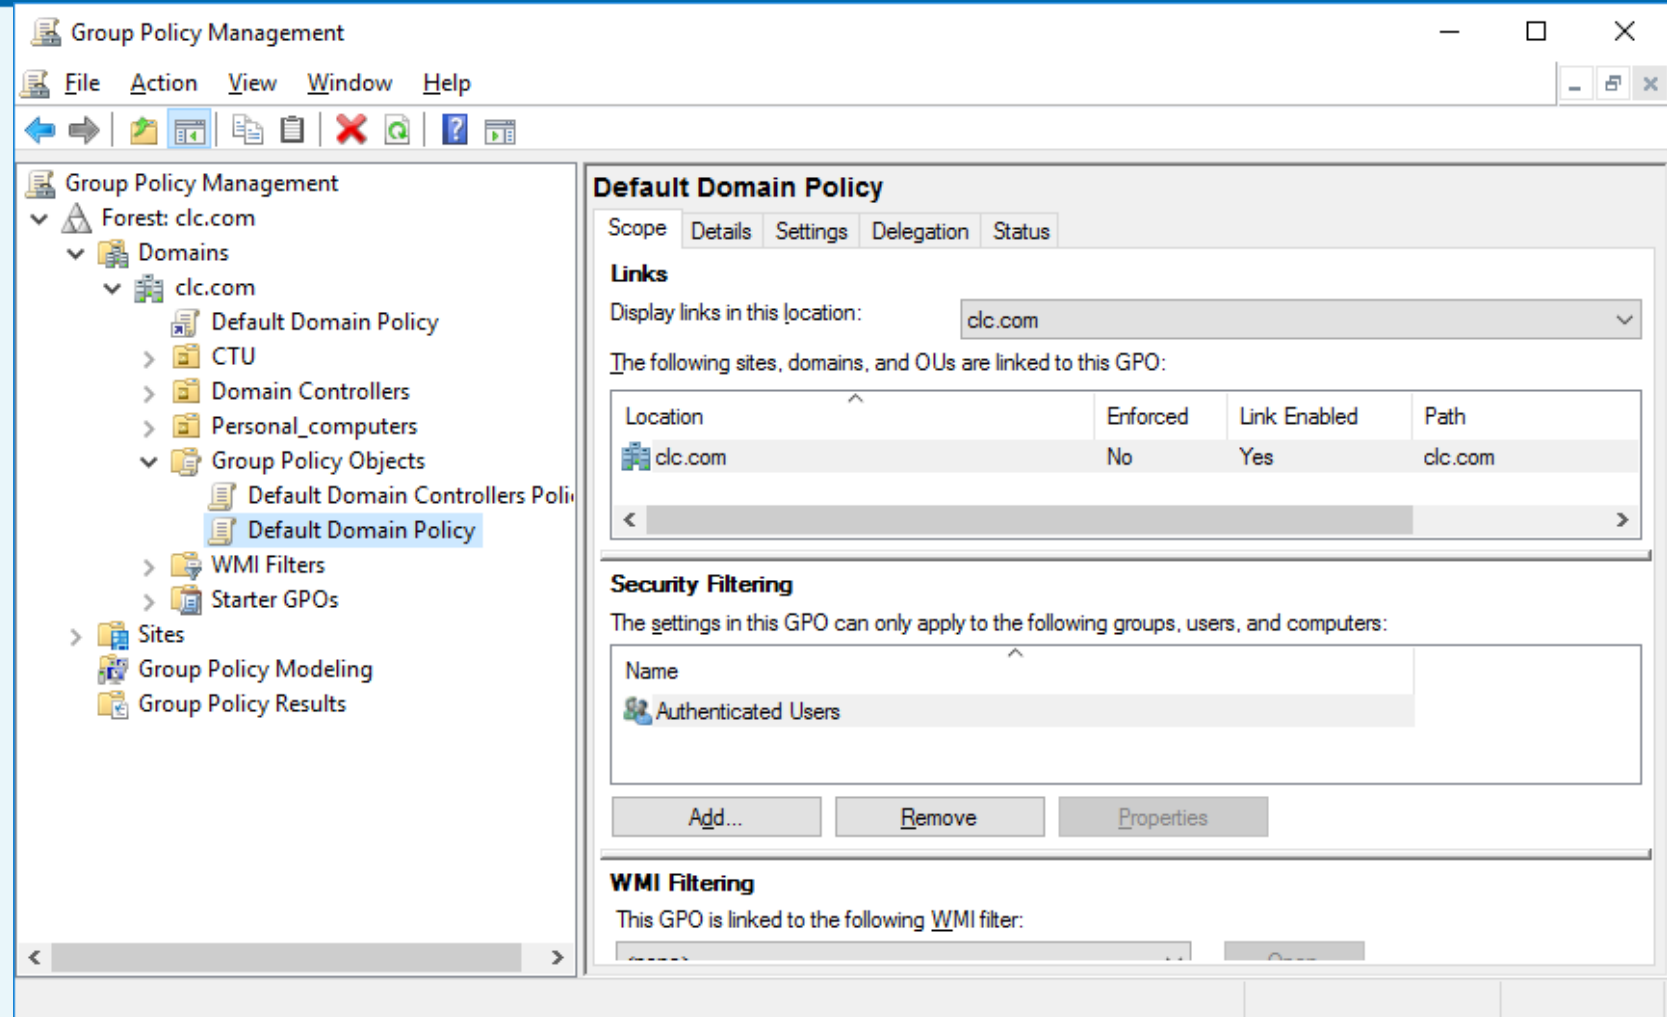 Group Policy Management
File Action View Window Help
Group Policy Management
Forest: clc.com
Domains
clc.com
Default Domain Policy
CTU
Domain Controllers
Personal_computers
Group Policy Objects
Default Domain Controllers Poli
Default Domain Policy
WMI Filters
Starter GPOs
Sites
Group Policy Modeling
Group Policy Results
Default Domain Policy
Scope Details Settings Delegation Status
Links
Display links in this location: clc.com
The following sites, domains, and OUs are linked to this GPO:
Location Enforced Link Enabled Path
clc.com No Yes clc.com
Security Filtering
The settings in this GPO can only apply to the following groups, users, and computers:
Name
Authenticated Users
Add... Remove Properties
WMI Filtering
This GPO is linked to the following WMI filter: